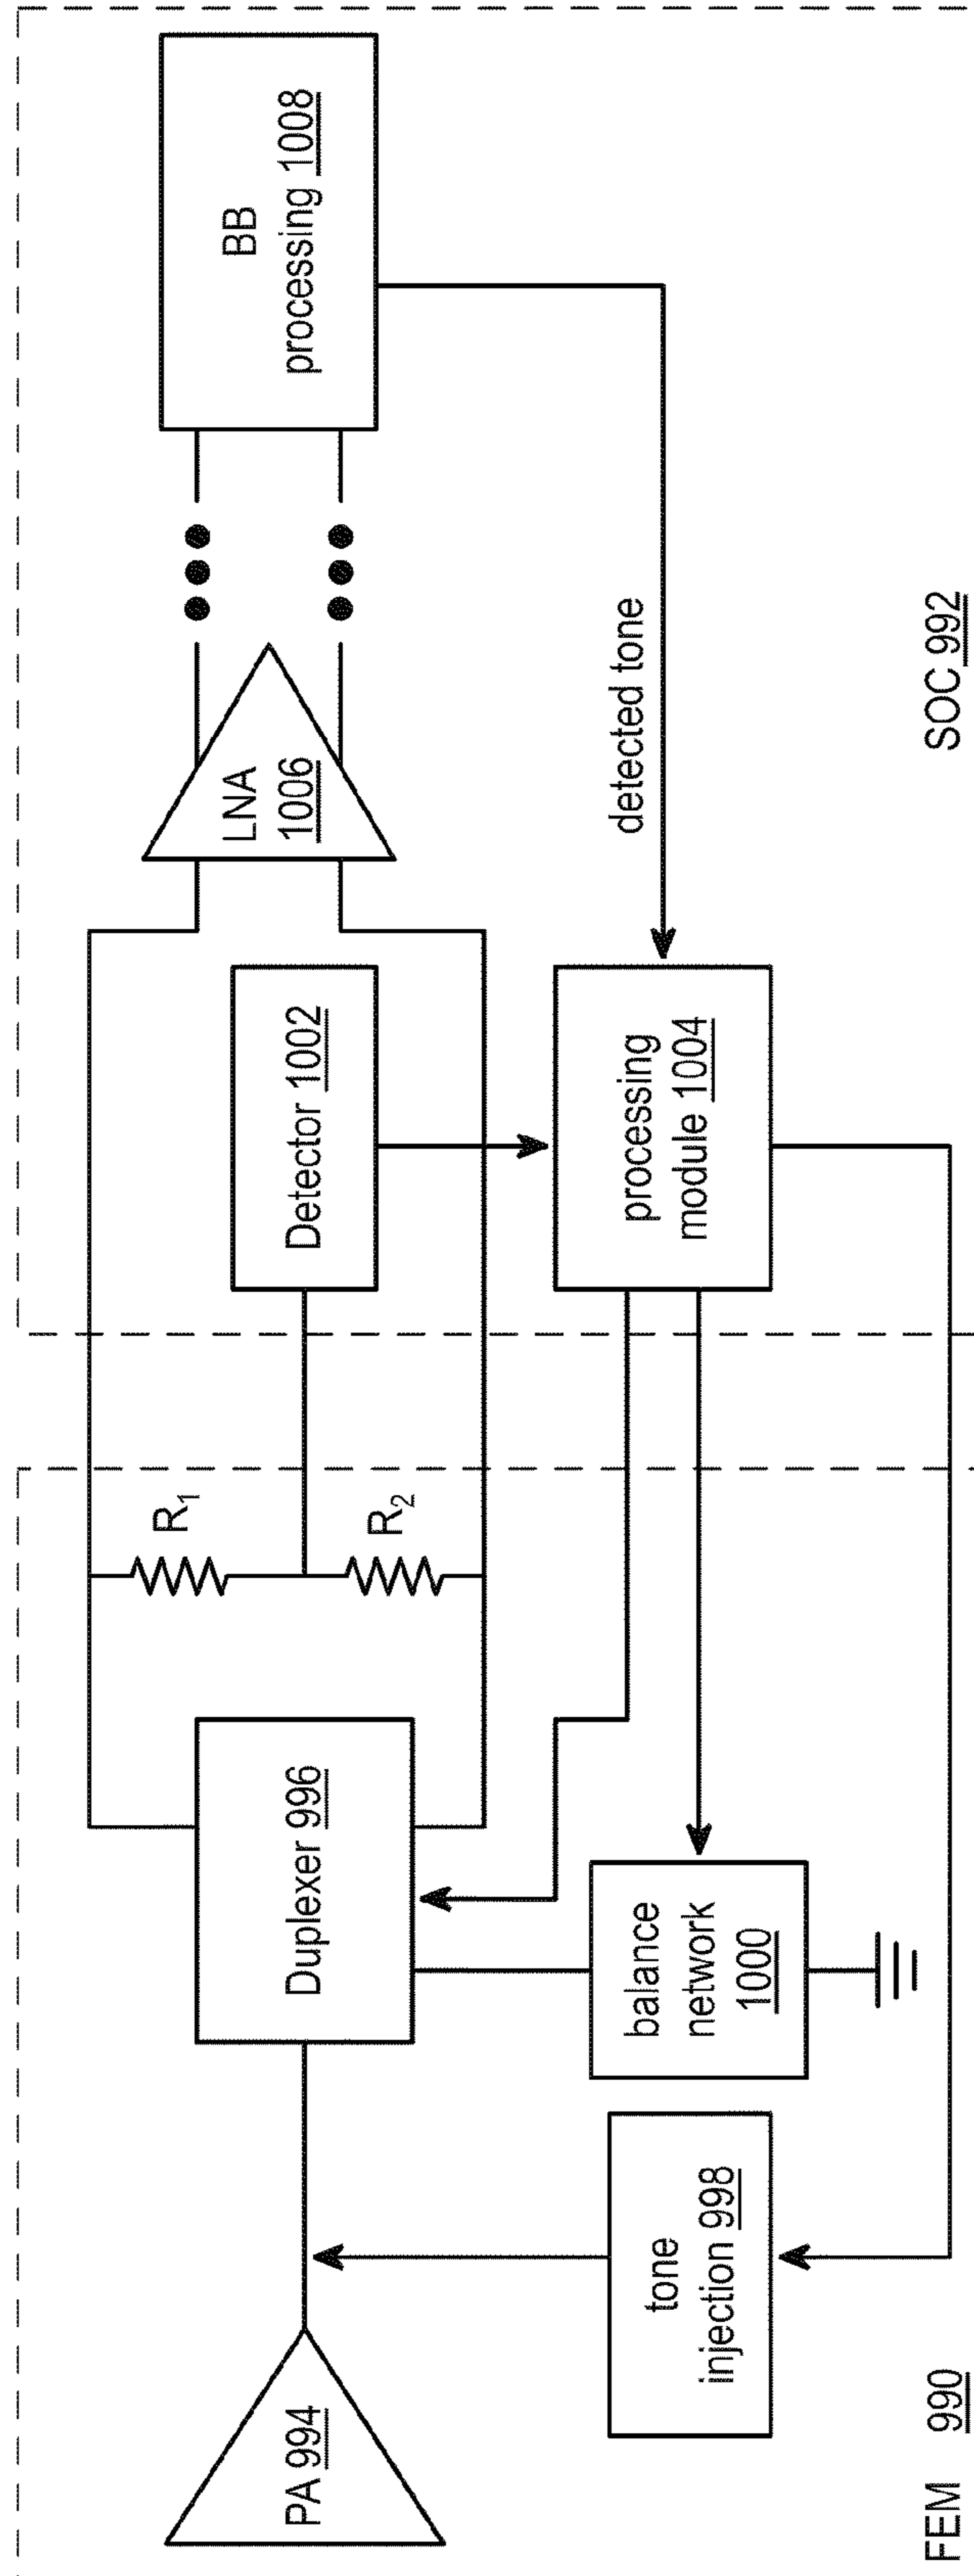 PA 994
Duplexer 996
R1
R2
Detector 1002
LNA
1006
BB
processing 1008
tone
injection 998
balance
network
1000
processing
module 1004
detected tone
FEM 990
SOC 992